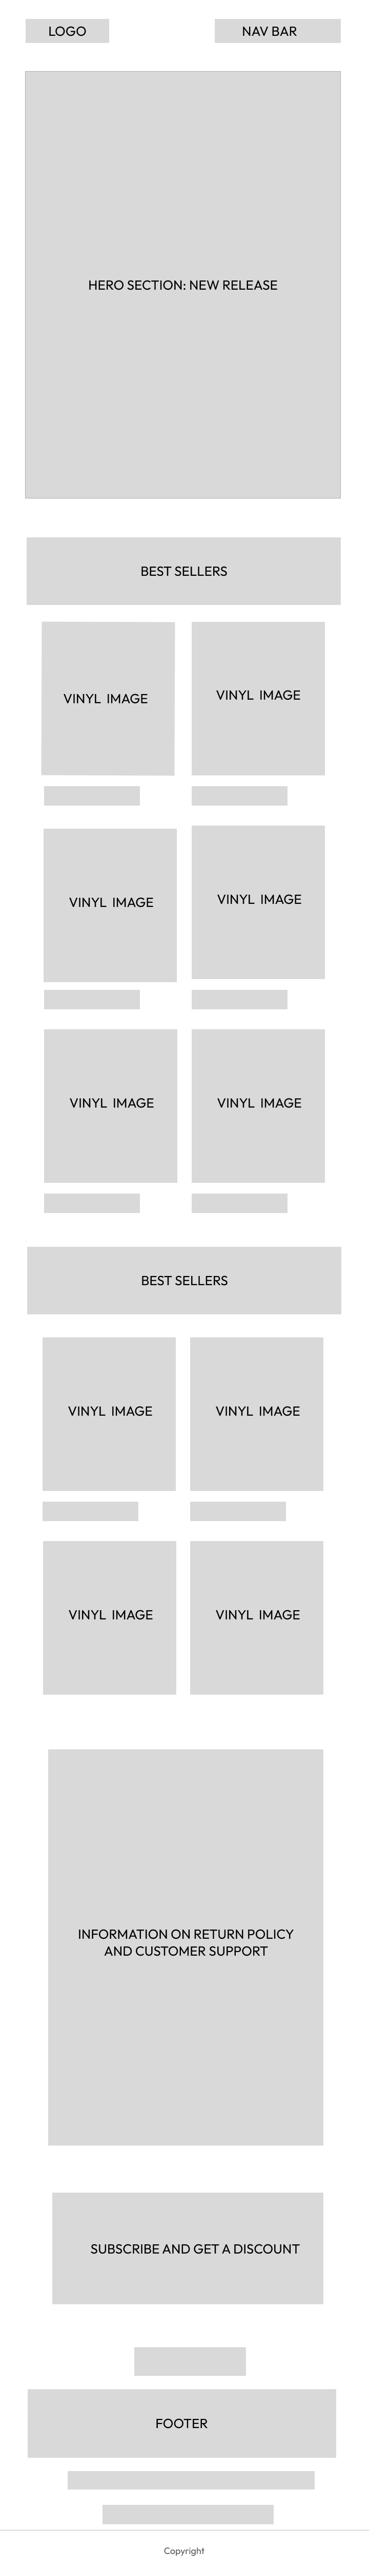 LOGO
NAV BAR
HERO SECTION: NEW RELEASE
BEST SELLERS
VINYL IMAGE
VINYL IMAGE
VINYL IMAGE
VINYL IMAGE
VINYL IMAGE
VINYL IMAGE
BEST SELLERS
VINYL IMAGE
VINYL IMAGE
VINYL IMAGE
VINYL IMAGE
INFORMATION ON RETURN POLICY
AND CUSTOMER SUPPORT
SUBSCRIBE AND GET A DISCOUNT
FOOTER
Copyright